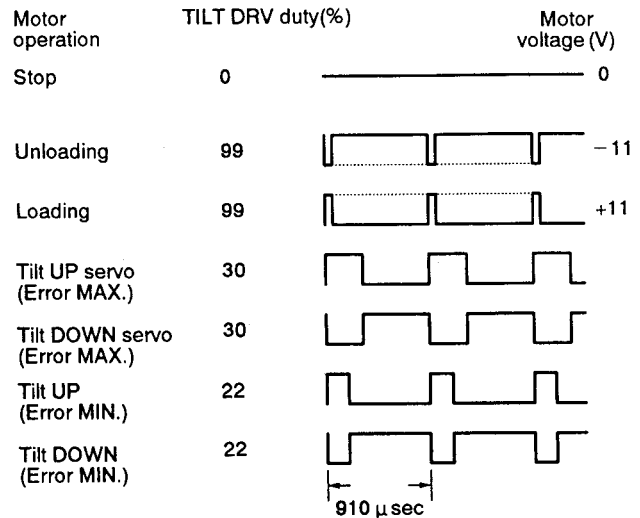 Motor operation
TILT DRV duty(%)
Motor voltage (V)
Stop 0 0
Unloading 99 −11
Loading 99 +11
Tilt UP servo 30
(Error MAX.)
Tilt DOWN servo 30
(Error MAX.)
Tilt UP 22
(Error MIN.)
Tilt DOWN 22
(Error MIN.)
910 μsec